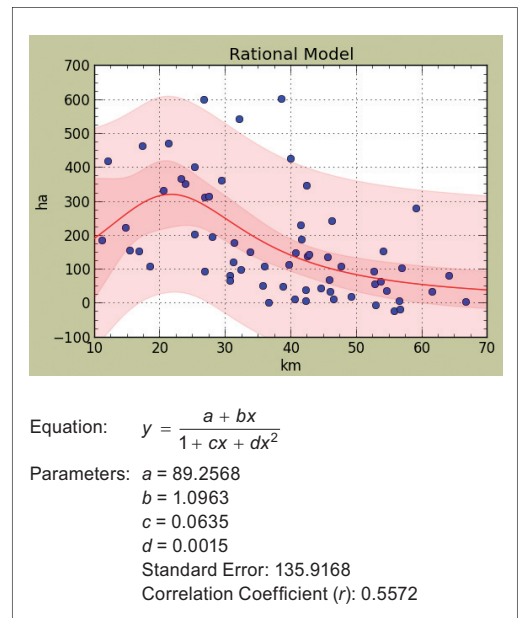 Rational Model
700
600
500
400
300
200
100
0
−100
ha
10 20 30 40 50 60 70
km
Equation: y = a + bx / 1 + cx + dx²
Parameters: a = 89.2568
b = 1.0963
c = 0.0635
d = 0.0015
Standard Error: 135.9168
Correlation Coefficient (r): 0.5572